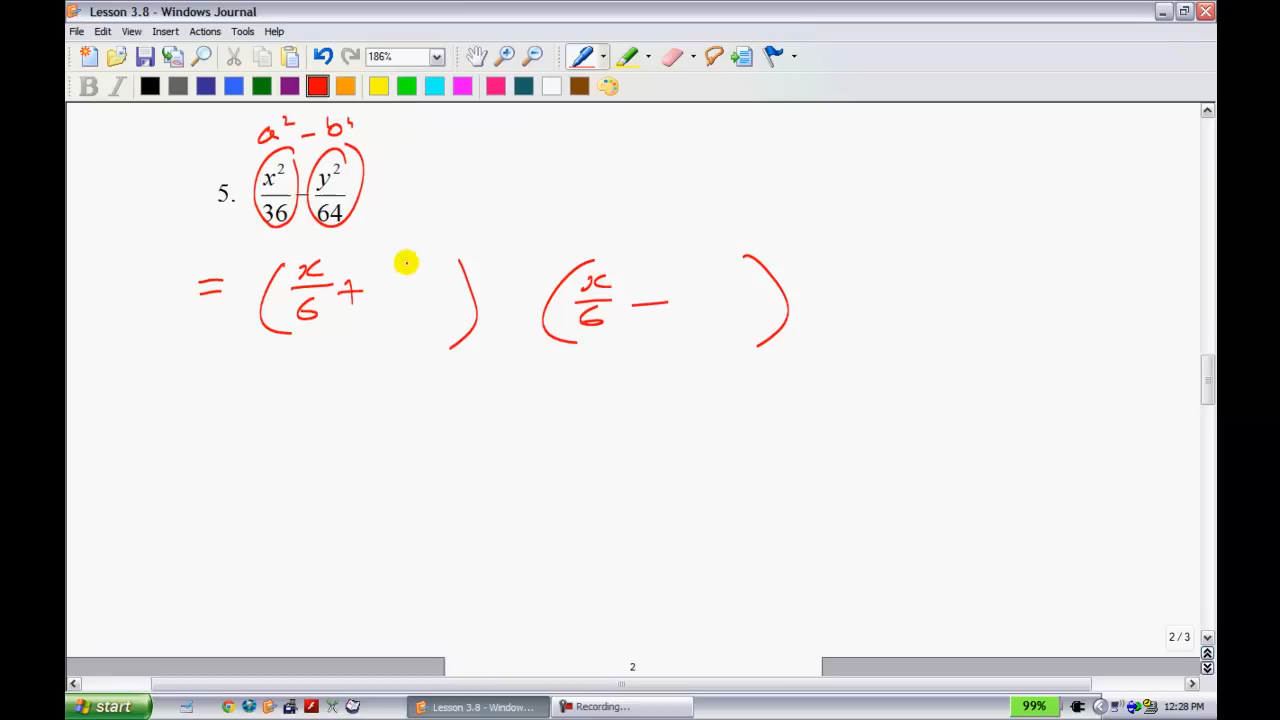 Lesson 3.8 - Windows Journal
File Edit View Insert Actions Tools Help
186%
B I
a² - b²
5. x²/36 - y²/64
= (x/6 + ) (x/6 - )
2 / 3
2
start
Lesson 3.8 - Window...
Recording...
99%
12:28 PM